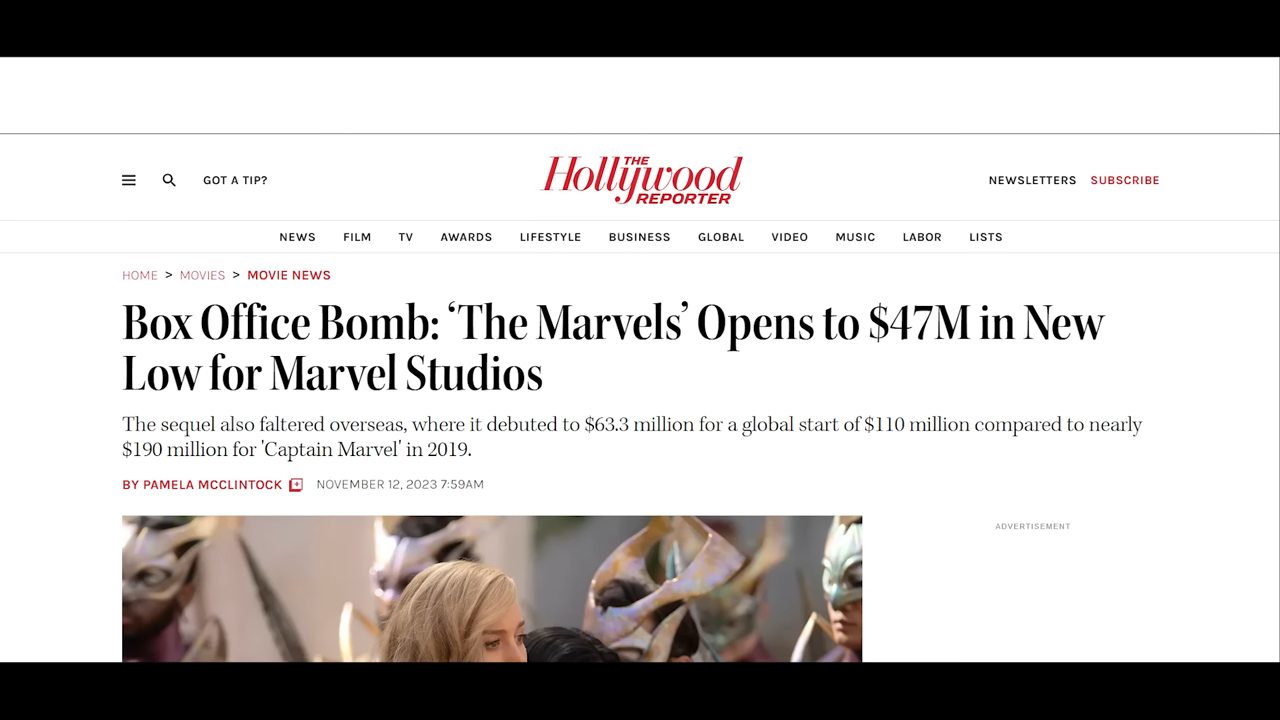 GOT A TIP?
THE
Hollywood
REPORTER
NEWSLETTERS SUBSCRIBE
NEWS FILM TV AWARDS LIFESTYLE BUSINESS GLOBAL VIDEO MUSIC LABOR LISTS
HOME > MOVIES > MOVIE NEWS
Box Office Bomb: ‘The Marvels’ Opens to $47M in New
Low for Marvel Studios
The sequel also faltered overseas, where it debuted to $63.3 million for a global start of $110 million compared to nearly
$190 million for 'Captain Marvel' in 2019.
BY PAMELA MCCLINTOCK NOVEMBER 12, 2023 7:59AM
ADVERTISEMENT